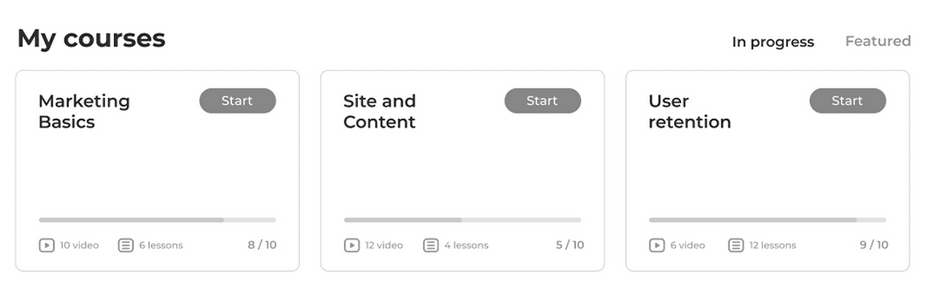 My courses
In progress
Featured
Marketing
Basics
Start
10 video
6 lessons
8 / 10
Site and
Content
Start
12 video
4 lessons
5 / 10
User
retention
Start
6 video
12 lessons
9 / 10